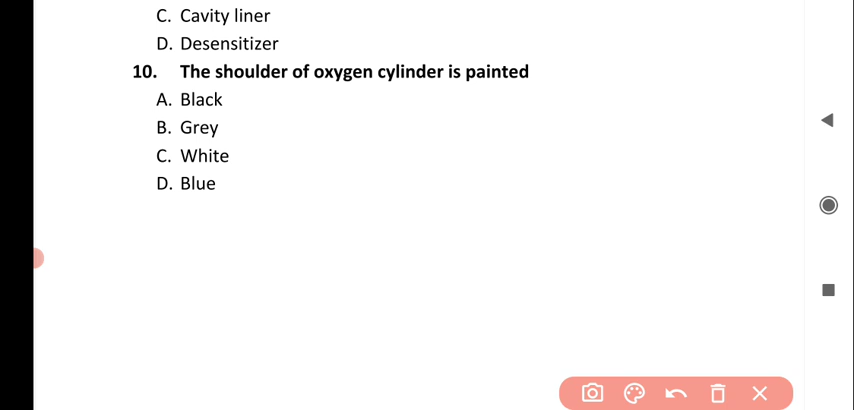 C. Cavity liner
D. Desensitizer
10. The shoulder of oxygen cylinder is painted
A. Black
B. Grey
C. White
D. Blue